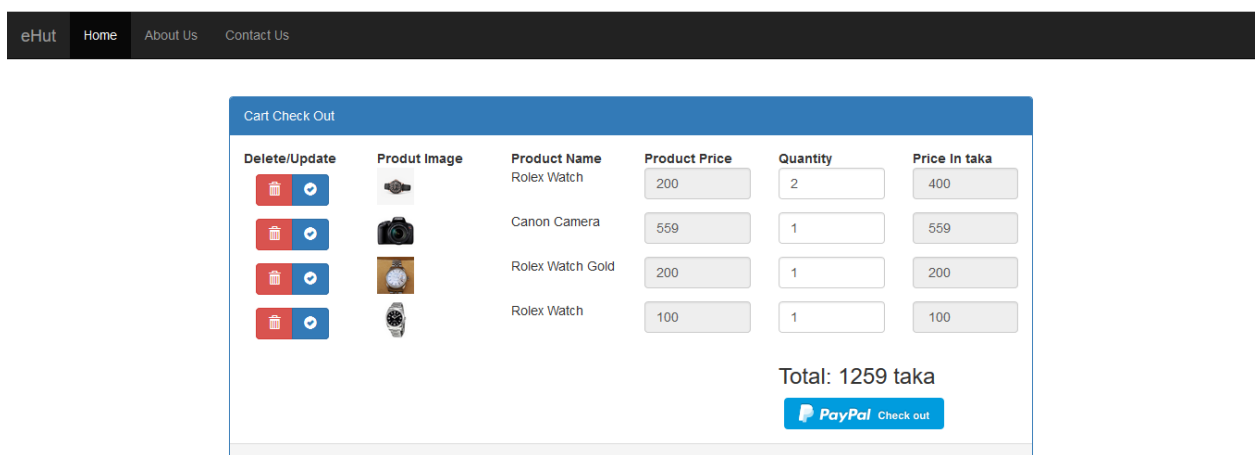 eHut Home About Us Contact Us
Cart Check Out
Delete/Update Produt Image Product Name Product Price Quantity Price In taka
Rolex Watch 200 2 400
Canon Camera 559 1 559
Rolex Watch Gold 200 1 200
Rolex Watch 100 1 100
Total: 1259 taka
PayPal Check out